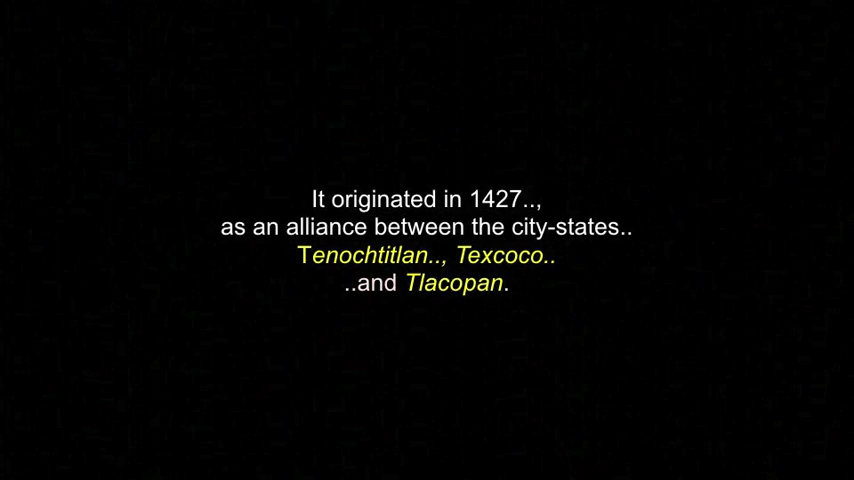 It originated in 1427..,
as an alliance between the city-states..
Tenochtitlan.., Texcoco..
..and Tlacopan.